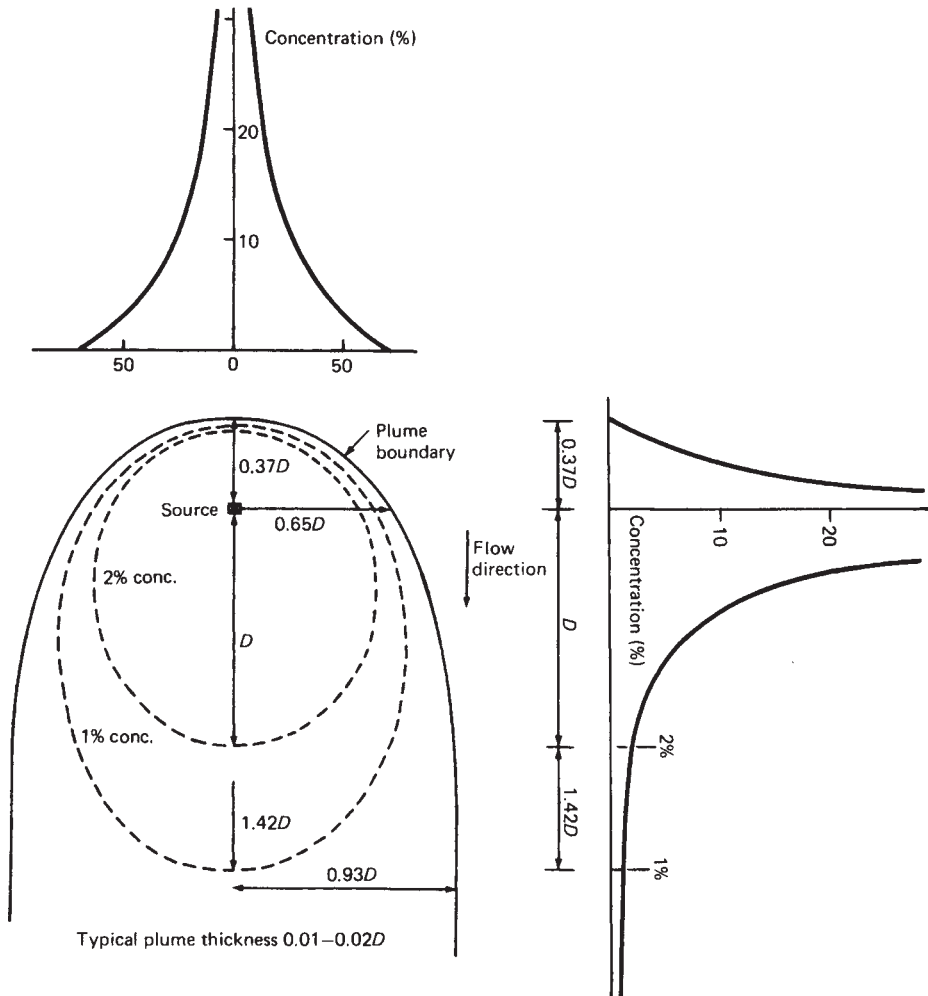 Concentration (%)
20
10
50
0
50
Plume
boundary
0.37D
Source
0.65D
Flow
direction
2% conc.
D
1% conc.
1.42D
0.93D
Typical plume thickness 0.01–0.02D
0.37D
10
20
Concentration (%)
D
2%
1.42D
1%